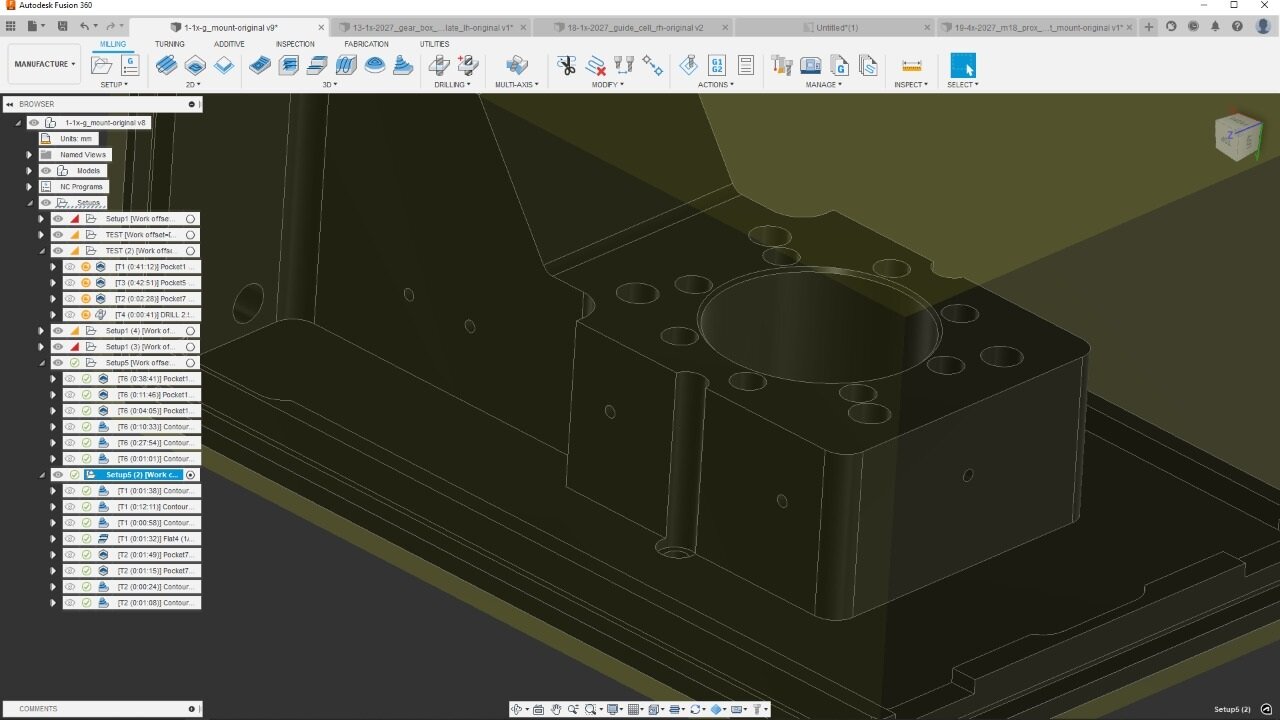 Autodesk Fusion 360
1-1x-g_mount-original v9*
13-1x-2027_gear_box_...late_lh-original v1*
18-1x-2027_guide_cell_rh-original v2
Untitled*(1)
19-4x-2027_m18_prox_...t_mount-original v1*
MILLING TURNING ADDITIVE INSPECTION FABRICATION UTILITIES
MANUFACTURE
G1
G2
SETUP 2D 3D DRILLING MULTI-AXIS MODIFY ACTIONS MANAGE INSPECT SELECT
BROWSER
1-1x-g_mount-original v8
Units: mm
Named Views
Models
NC Programs
Setups
Setup1 [Work offse...
TEST [Work offset=[...
TEST (2) [Work offs...
[T1 (0:41:12)] Pocket1 ...
[T3 (0:42:51)] Pocket5 ...
[T2 (0:02:28)] Pocket7 ...
[T4 (0:00:41)] DRILL 2.5...
Setup1 (4) [Work of...
Setup1 (3) [Work of...
Setup5 [Work offse...
[T6 (0:38:41)] Pocket1...
[T6 (0:11:46)] Pocket1...
[T6 (0:04:05)] Pocket1...
[T6 (0:10:33)] Contour...
[T6 (0:27:54)] Contour...
[T6 (0:01:01)] Contour...
Setup5 (2) [Work o...
[T1 (0:01:38)] Contour...
[T1 (0:12:11)] Contour...
[T1 (0:00:58)] Contour...
[T1 (0:01:32)] Flat4 (1/...
[T2 (0:01:49)] Pocket7...
[T2 (0:01:15)] Pocket7...
[T2 (0:00:24)] Contour...
[T2 (0:01:08)] Contour...
COMMENTS
Setup5 (2)